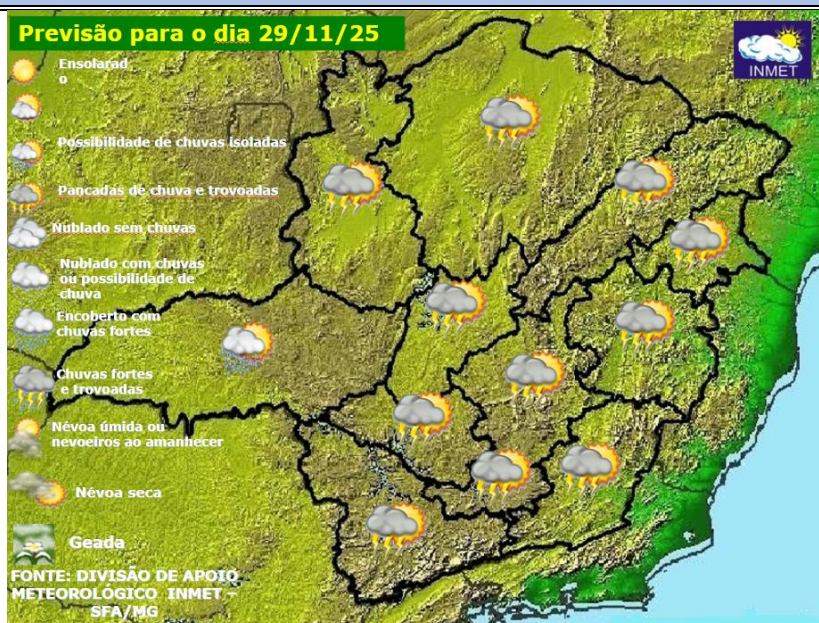 Previsão para o dia 29/11/25
INMET
Ensolarad
o
Possibilidade de chuvas isoladas
Pancadas de chuva e trovoadas
Nublado sem chuvas
Nublado com chuvas
ou possibilidade de
chuva
Encoberto com
chuvas fortes
Chuvas fortes
e trovoadas
Névoa úmida ou
nevoeiros ao amanhecer
Névoa seca
Geada
FONTE: DIVISÃO DE APOIO
METEOROLÓGICO INMET –
SFA/MG